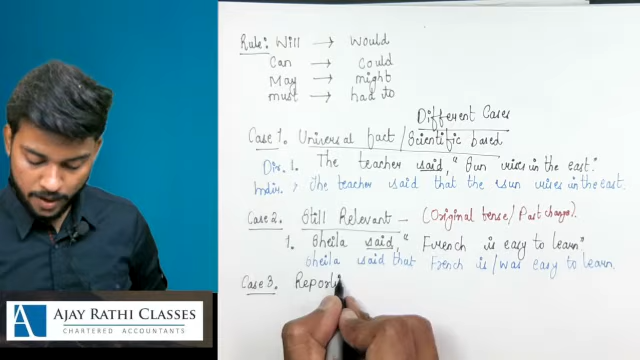 Rule: Will → Would
Can → Could
May → might
must → had to
Different Cases
Case 1. Universal fact / Scientific based
Dir. 1. The teacher said, " Sun rises in the east."
Indir. > The teacher said that the sun rises in the east.
Case 2. Still Relevant - (Original tense / Past changes).
1. Sheila said, " French is easy to learn"
Sheila said that French is / was easy to learn.
Case 3. Reporti
AJAY RATHI CLASSES
CHARTERED ACCOUNTANTS